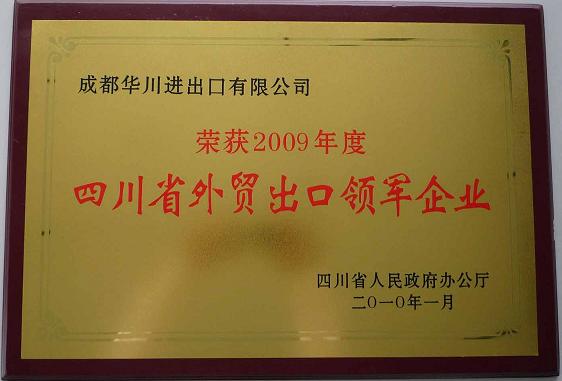 成都华川进出口有限公司
荣获2009年度
四川省外贸出口领军企业
四川省人民政府办公厅
二〇一〇年一月